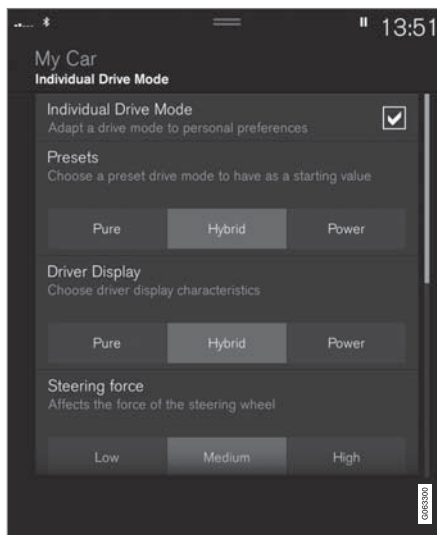 13:51
My Car
Individual Drive Mode
Individual Drive Mode
Adapt a drive mode to personal preferences
Presets
Choose a preset drive mode to have as a starting value
Pure Hybrid Power
Driver Display
Choose driver display characteristics
Pure Hybrid Power
Steering force
Affects the force of the steering wheel
Low Medium High
G063300